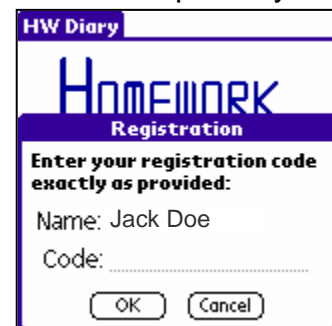 HW Diary
HOMEWORK
Registration
Enter your registration code
exactly as provided:
Name: Jack Doe
Code:
OK Cancel